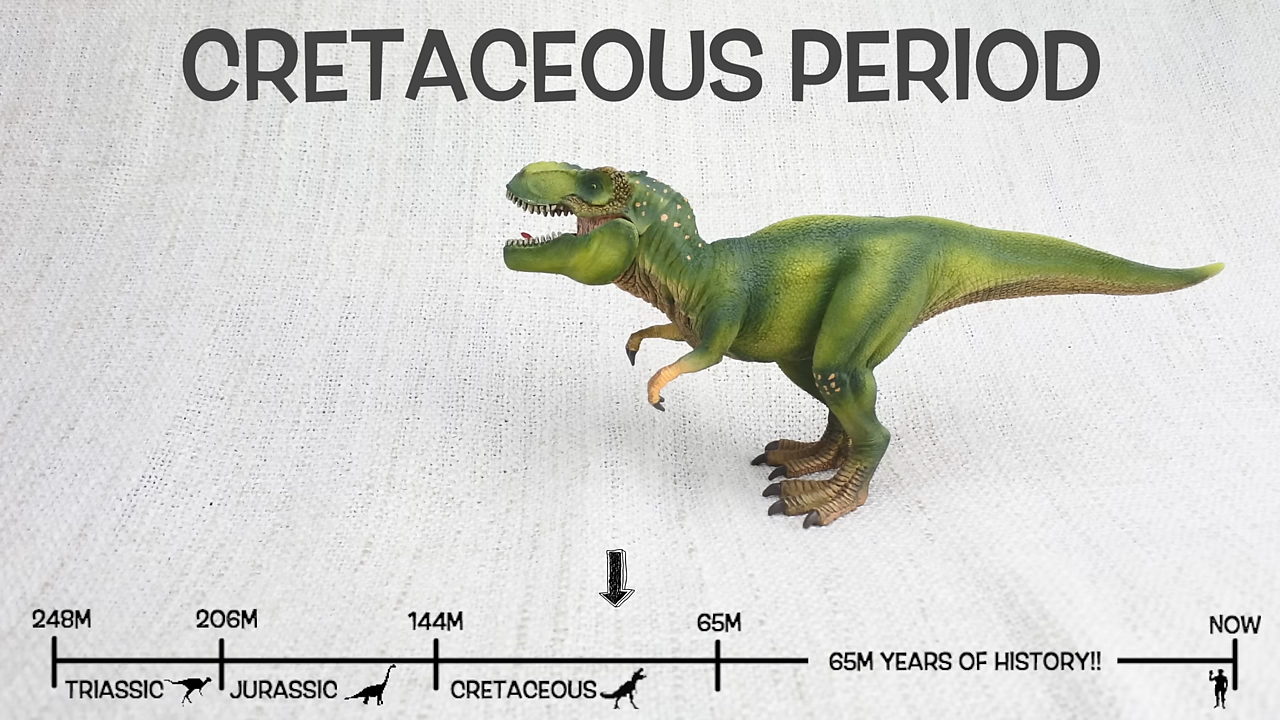 CRETACEOUS PERIOD
248M 206M 144M 65M NOW
65M YEARS OF HISTORY!!
TRIASSIC JURASSIC CRETACEOUS